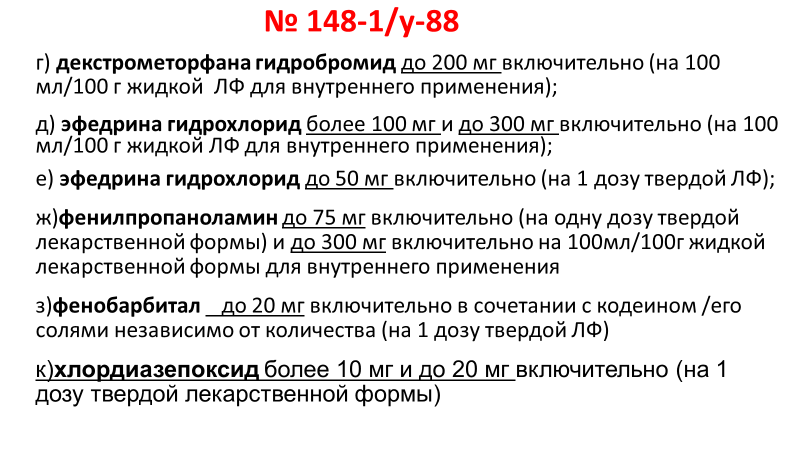 № 148-1/у-88
г) декстрометорфана гидробромид до 200 мг включительно (на 100
мл/100 г жидкой ЛФ для внутреннего применения);
д) эфедрина гидрохлорид более 100 мг и до 300 мг включительно (на 100
мл/100 г жидкой ЛФ для внутреннего применения);
е) эфедрина гидрохлорид до 50 мг включительно (на 1 дозу твердой ЛФ);
ж)фенилпропаноламин до 75 мг включительно (на одну дозу твердой
лекарственной формы) и до 300 мг включительно на 100мл/100г жидкой
лекарственной формы для внутреннего применения
з)фенобарбитал до 20 мг включительно в сочетании с кодеином /его
солями независимо от количества (на 1 дозу твердой ЛФ)
к)хлордиазепоксид более 10 мг и до 20 мг включительно (на 1
дозу твердой лекарственной формы)